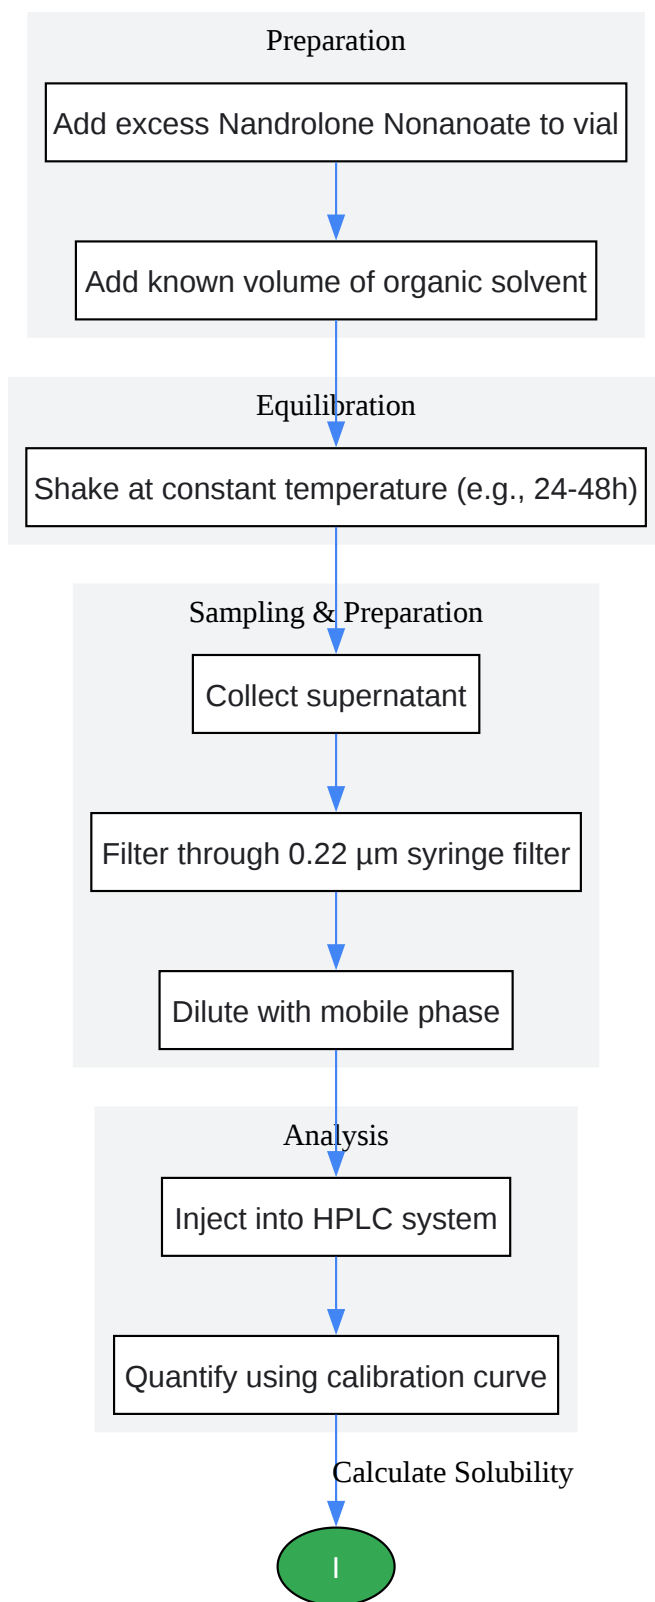 Preparation
Add excess Nandrolone Nonanoate to vial
Add known volume of organic solvent
Equilibration
Shake at constant temperature (e.g., 24-48h)
Sampling & Preparation
Collect supernatant
Filter through 0.22 µm syringe filter
Dilute with mobile phase
Analysis
Inject into HPLC system
Quantify using calibration curve
Calculate Solubility
I